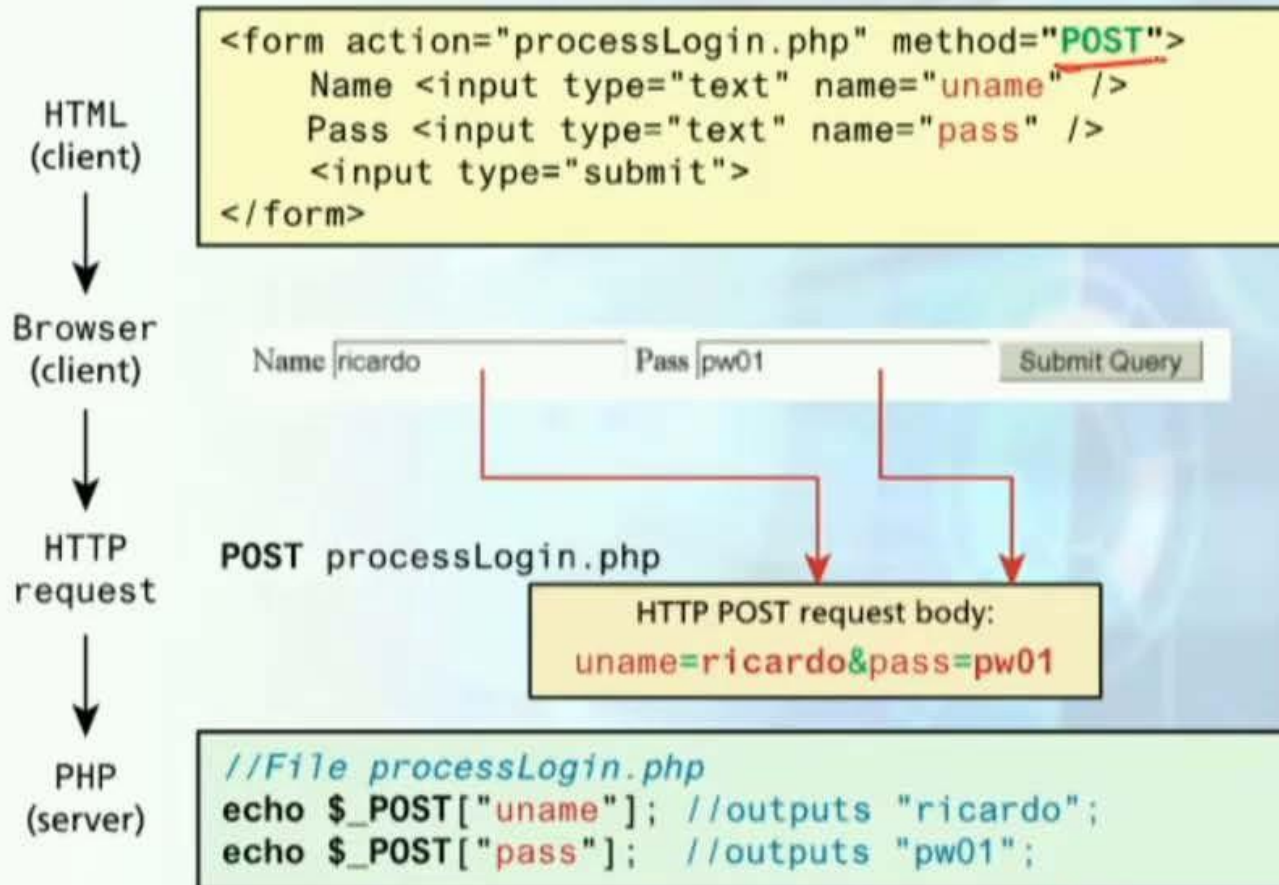 HTML
(client)
<form action="processLogin.php" method="POST">
Name <input type="text" name="uname" />
Pass <input type="text" name="pass" />
<input type="submit">
</form>
Browser
(client)
Name ricardo Pass pw01 Submit Query
HTTP
request
POST processLogin.php
HTTP POST request body:
uname=ricardo&pass=pw01
PHP
(server)
//File processLogin.php
echo $_POST["uname"]; //outputs "ricardo";
echo $_POST["pass"]; //outputs "pw01";